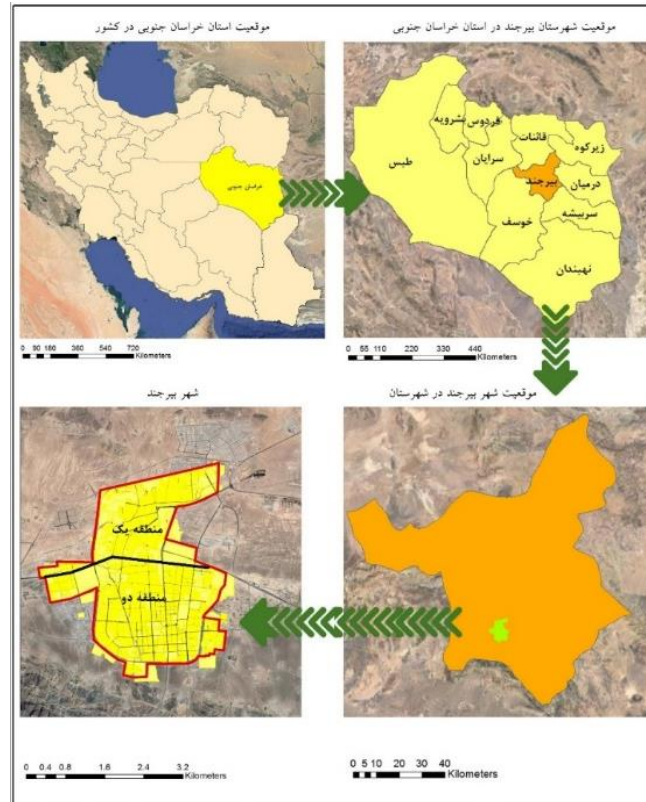 موقعیت استان خراسان جنوبی در کشور
خراسان جنوبی
0 90 180 360 540 720
Kilometers
موقعیت شهرستان بیرجند در استان خراسان جنوبی
بشرویه
فردوس
قائنات
زیرکوه
طبس
سرایان
بیرجند
درمیان
خوسف
سربیشه
نهبندان
0 55 110 220 330 440
Kilometers
موقعیت شهر بیرجند در شهرستان
0 5 10 20 30 40
Kilometers
شهر بیرجند
منطقه یک
منطقه دو
0 0.4 0.8 1.6 2.4 3.2
Kilometers